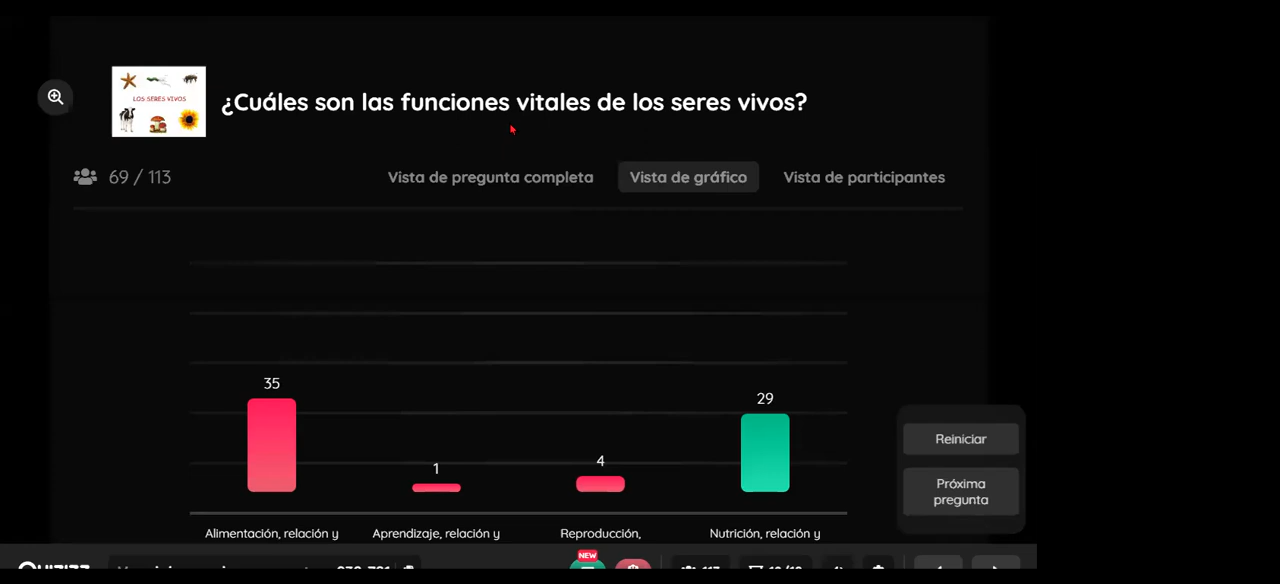 LOS SERES VIVOS
¿Cuáles son las funciones vitales de los seres vivos?
69 / 113
Vista de pregunta completa
Vista de gráfico
Vista de participantes
35
1
4
29
Alimentación, relación y
Aprendizaje, relación y
Reproducción,
Nutrición, relación y
Reiniciar
Próxima
pregunta
NEW